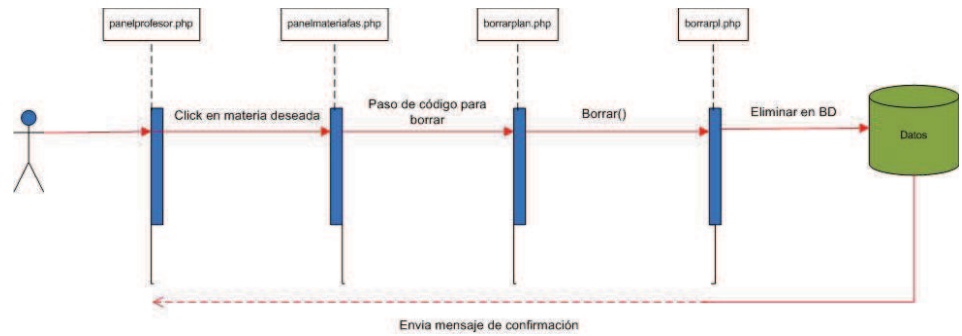 panelprofesor.php
panelmateriafas.php
borrarplan.php
borrarpl.php
Click en materia deseada
Paso de código para
borrar
Borrar()
Eliminar en BD
Datos
Envia mensaje de confirmación